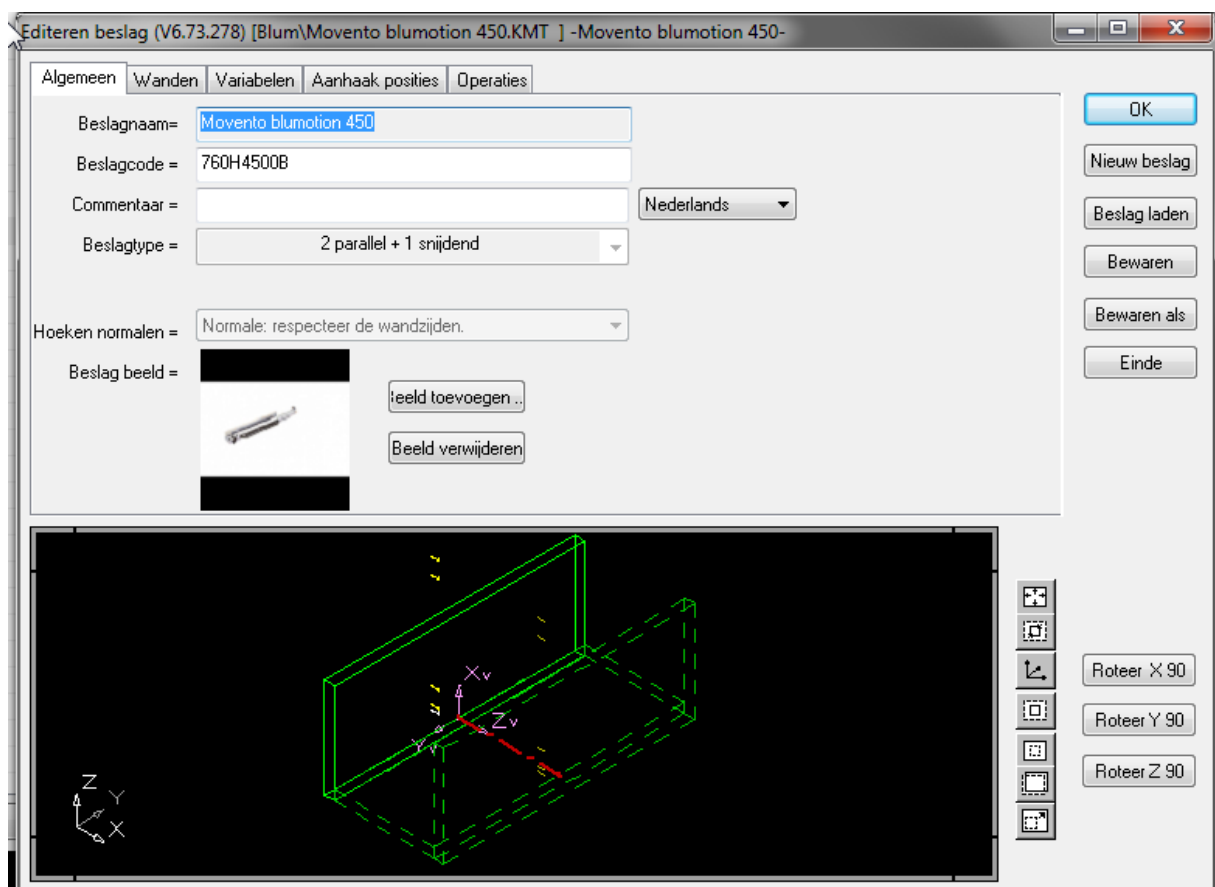 Editeren beslag (V6.73.278) [Blum\Movento blumotion 450.KMT ] -Movento blumotion 450-
Algemeen Wanden Variabelen Aanhaak posities Operaties
Beslagnaam= Movento blumotion 450
Beslagcode = 760H4500B
Commentaar = Nederlands
Beslagtype = 2 parallel + 1 snijdend
Hoeken normalen = Normale: respecteer de wandzijden.
Beslag beeld =
eeld toevoegen ..
Beeld verwijderen
OK
Nieuw beslag
Beslag laden
Bewaren
Bewaren als
Einde
Xv
Zv
Yv
Z
Y
X
Roteer X 90
Roteer Y 90
Roteer Z 90